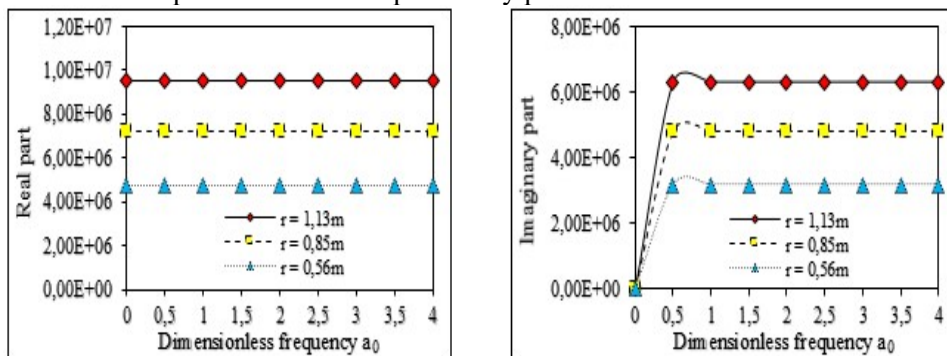 1,20E+07
1,00E+07
8,00E+06
6,00E+06
4,00E+06
2,00E+06
0,00E+00
Real part
r = 1,13m
r = 0,85m
r = 0,56m
0 0,5 1 1,5 2 2,5 3 3,5 4
Dimensionless frequency a0
8,00E+06
6,00E+06
4,00E+06
2,00E+06
0,00E+00
Imaginary part
r = 1,13m
r = 0,85m
r = 0,56m
0 0,5 1 1,5 2 2,5 3 3,5 4
Dimensionless frequency a0